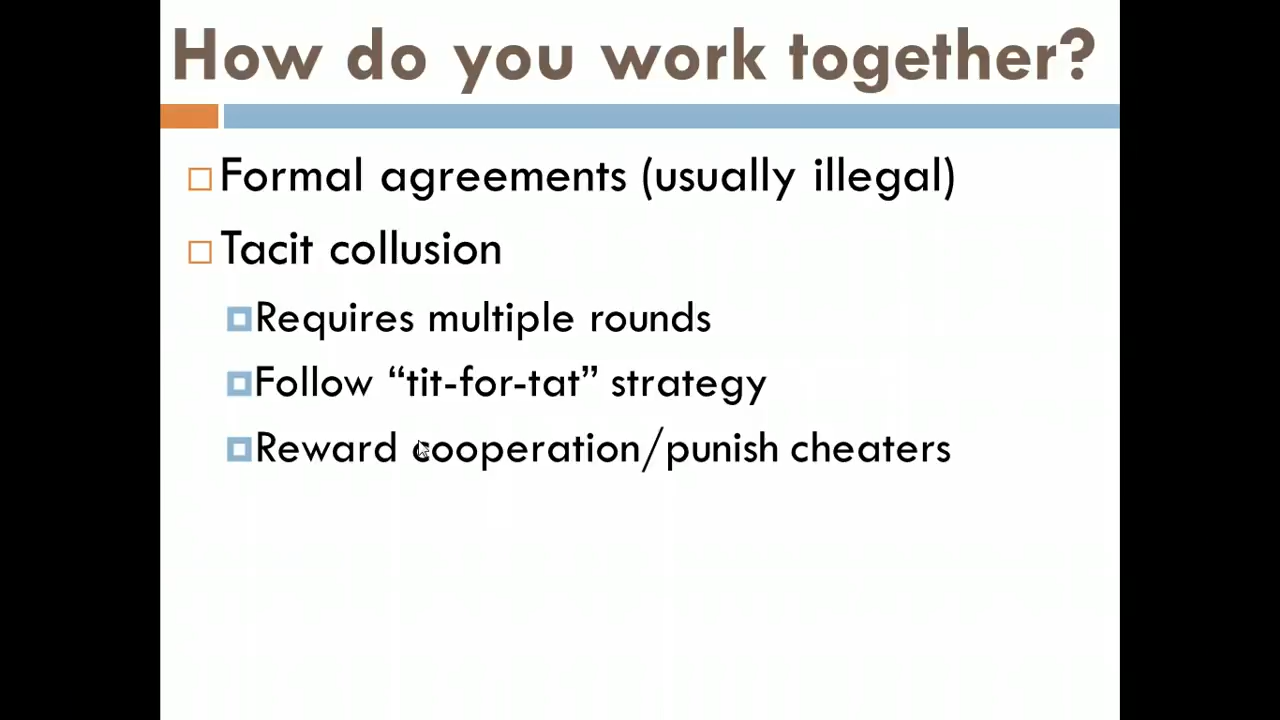 How do you work together?
Formal agreements (usually illegal)
Tacit collusion
Requires multiple rounds
Follow “tit-for-tat” strategy
Reward cooperation/punish cheaters